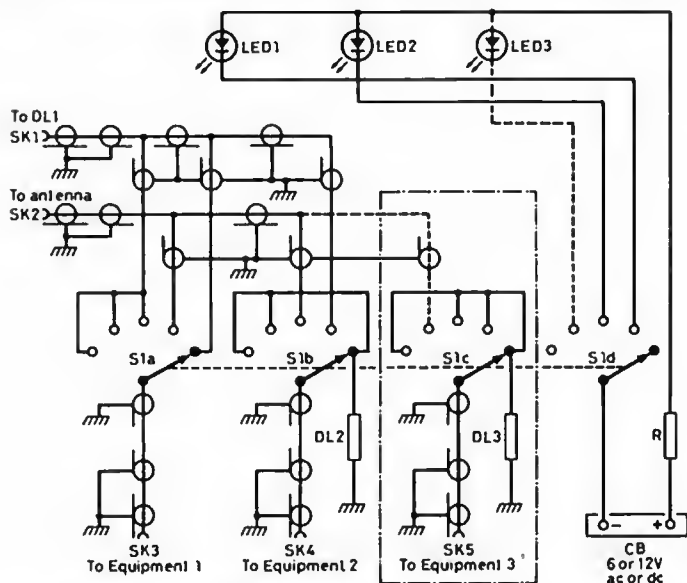 LED1 LED2 LED3
To DL1
SK1
To antenna
SK2
S1a S1b S1c S1d
DL2 DL3 R
- +
SK3 SK4 SK5 CB
To Equipment 1 To Equipment 2 To Equipment 3 6 or 12V
ac or dc